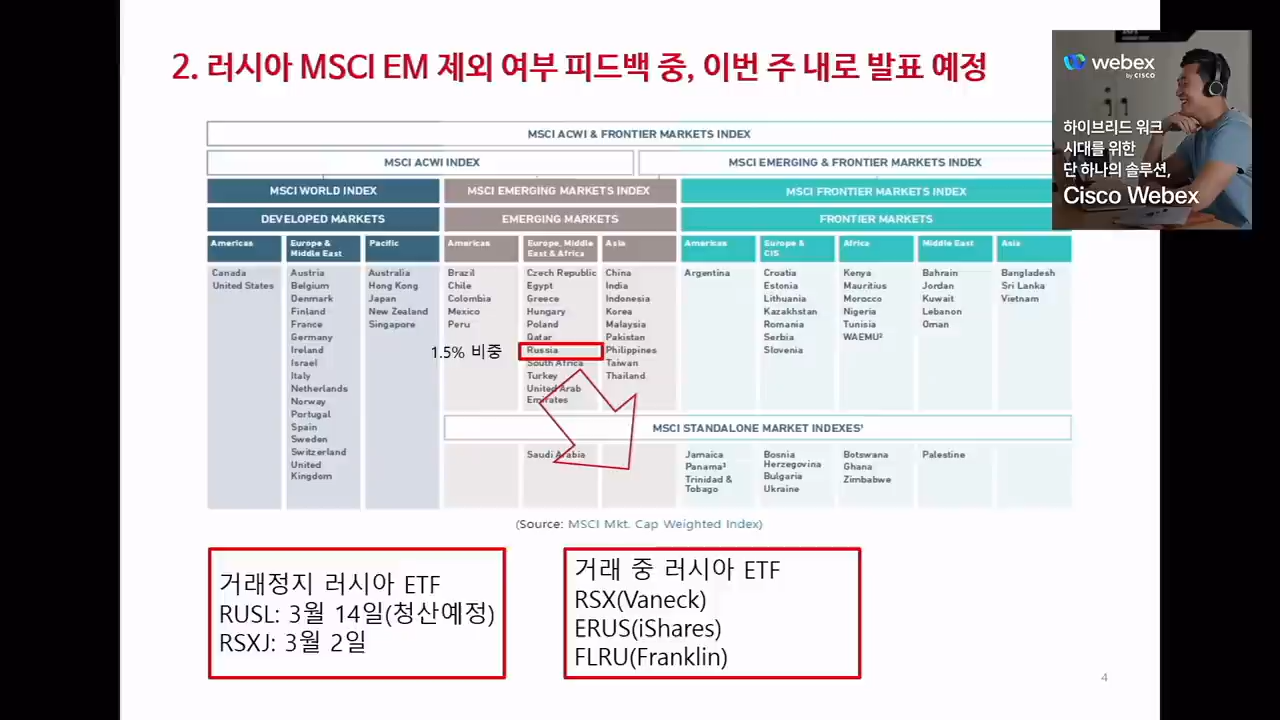 2. 러시아 MSCI EM 제외 여부 피드백 중, 이번 주 내로 발표 예정
webex
by CISCO
하이브리드 워크
시대를 위한
단 하나의 솔루션,
Cisco Webex
MSCI ACWI & FRONTIER MARKETS INDEX
MSCI ACWI INDEX
MSCI EMERGING & FRONTIER MARKETS INDEX
MSCI WORLD INDEX
MSCI EMERGING MARKETS INDEX
MSCI FRONTIER MARKETS INDEX
DEVELOPED MARKETS
EMERGING MARKETS
FRONTIER MARKETS
Americas
Canada
United States
Europe &
Middle East
Austria
Belgium
Denmark
Finland
France
Germany
Ireland
Israel
Italy
Netherlands
Norway
Portugal
Spain
Sweden
Switzerland
United
Kingdom
Pacific
Australia
Hong Kong
Japan
New Zealand
Singapore
Americas
Brazil
Chile
Colombia
Mexico
Peru
1.5% 비중
Europe, Middle
East & Africa
Czech Republic
Egypt
Greece
Hungary
Poland
Qatar
Russia
South Africa
Turkey
United Arab
Emirates
Asia
China
India
Indonesia
Korea
Malaysia
Pakistan
Philippines
Taiwan
Thailand
Americas
Argentina
Europe &
CIS
Croatia
Estonia
Lithuania
Kazakhstan
Romania
Serbia
Slovenia
Africa
Kenya
Mauritius
Morocco
Nigeria
Tunisia
WAEMU²
Middle East
Bahrain
Jordan
Kuwait
Lebanon
Oman
Asia
Bangladesh
Sri Lanka
Vietnam
MSCI STANDALONE MARKET INDEXES¹
Saudi Arabia
Jamaica
Panama³
Trinidad &
Tobago
Bosnia
Herzegovina
Bulgaria
Ukraine
Botswana
Ghana
Zimbabwe
Palestine
(Source: MSCI Mkt. Cap Weighted Index)
거래정지 러시아 ETF
RUSL: 3월 14일(청산예정)
RSXJ: 3월 2일
거래 중 러시아 ETF
RSX(Vaneck)
ERUS(iShares)
FLRU(Franklin)
4